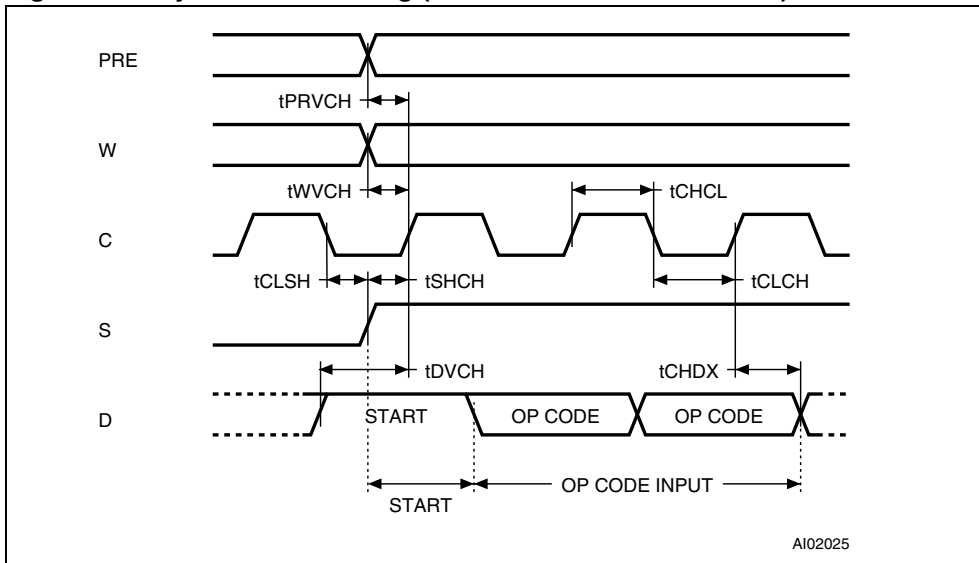 PRE
tPRVCH
W
tWVCH
tCHCL
C
tCLSH
tSHCH
tCLCH
S
tDVCH
tCHDX
D
START
OP CODE
OP CODE
OP CODE INPUT
START
AI02025